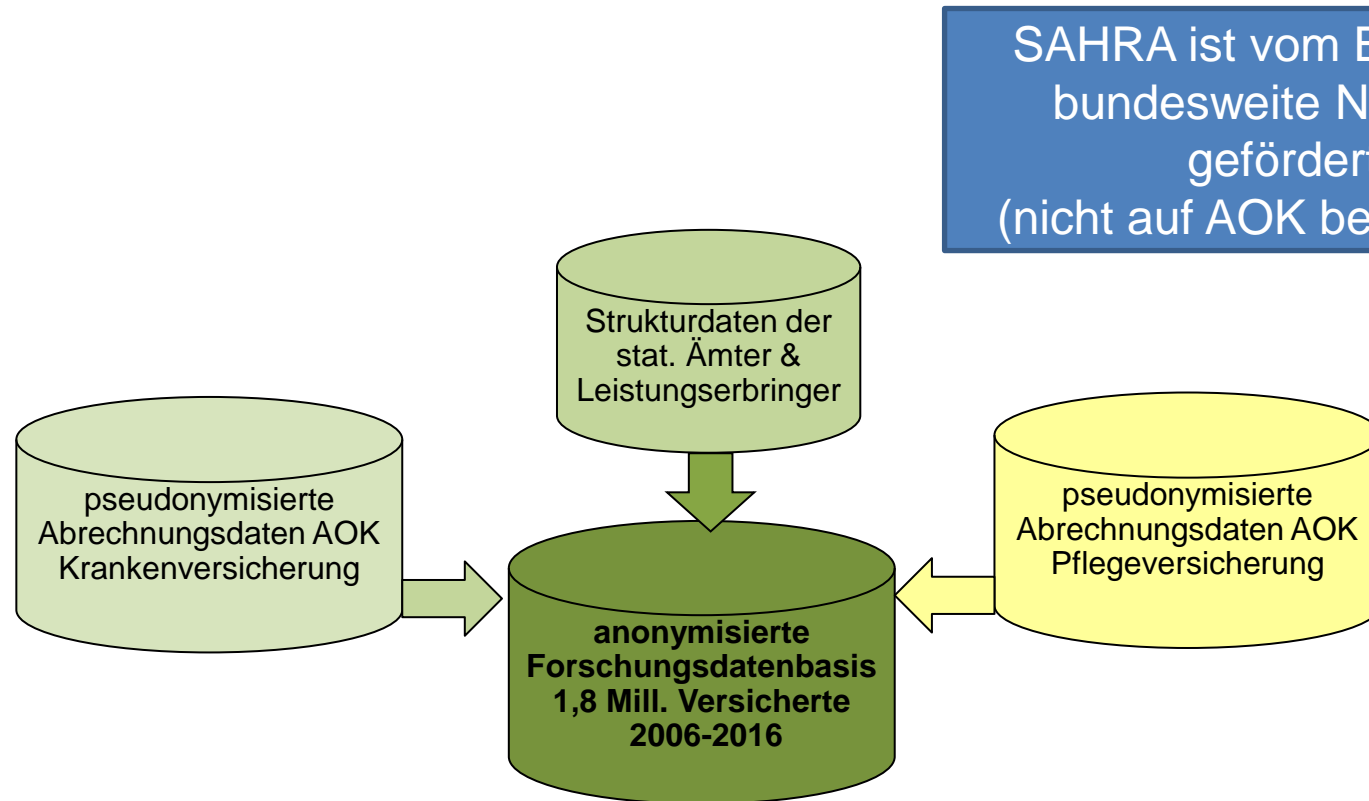 SAHRA ist vom
bundesweite
gefördert
(nicht auf AOK
Strukturdaten der
stat. Ämter &
Leistungserbringer
pseudonymisierte
Abrechnungsdaten AOK
Krankenversicherung
pseudonymisierte
Abrechnungsdaten AOK
Pflegeversicherung
anonymisierte
Forschungsdatenbasis
1,8 Mill. Versicherte
2006-2016